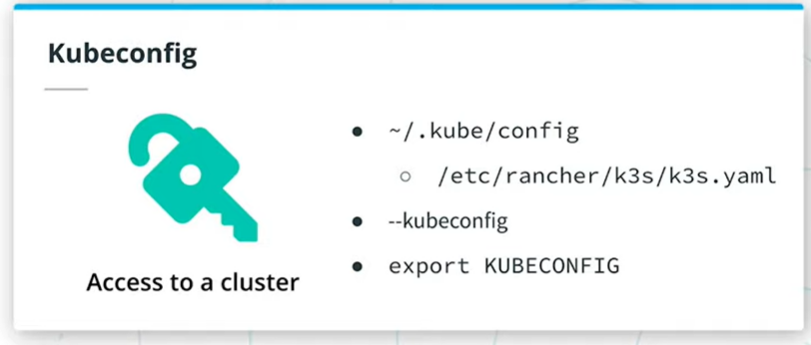 Kubeconfig
● ~/.kube/config
○ /etc/rancher/k3s/k3s.yaml
● --kubeconfig
● export KUBECONFIG
Access to a cluster